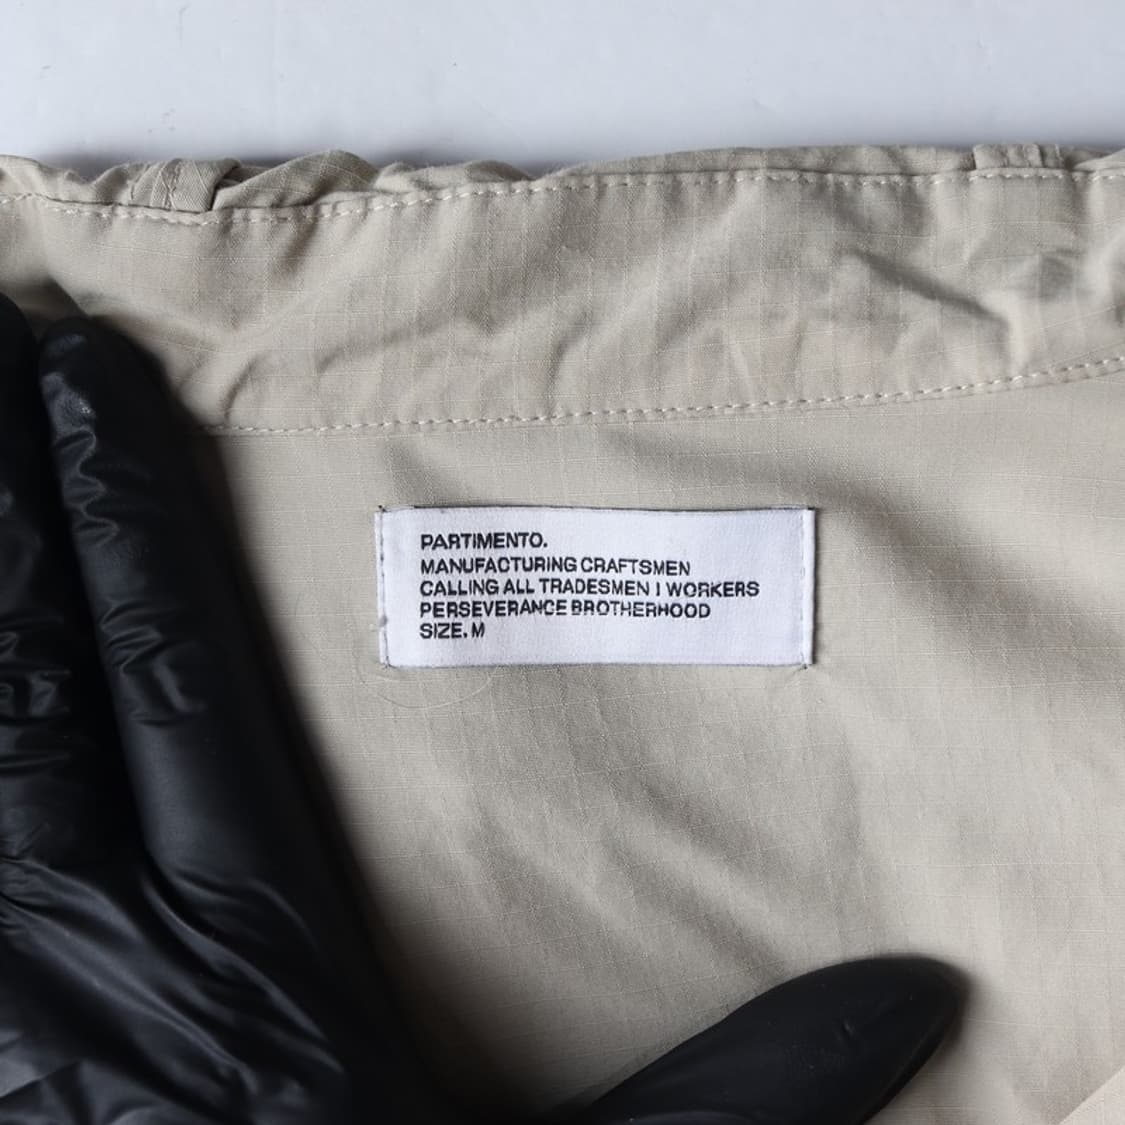 PARTIMENTO.
MANUFACTURING CRAFTSMEN
CALLING ALL TRADESMEN I WORKERS
PERSEVERANCE BROTHERHOOD
SIZE. M